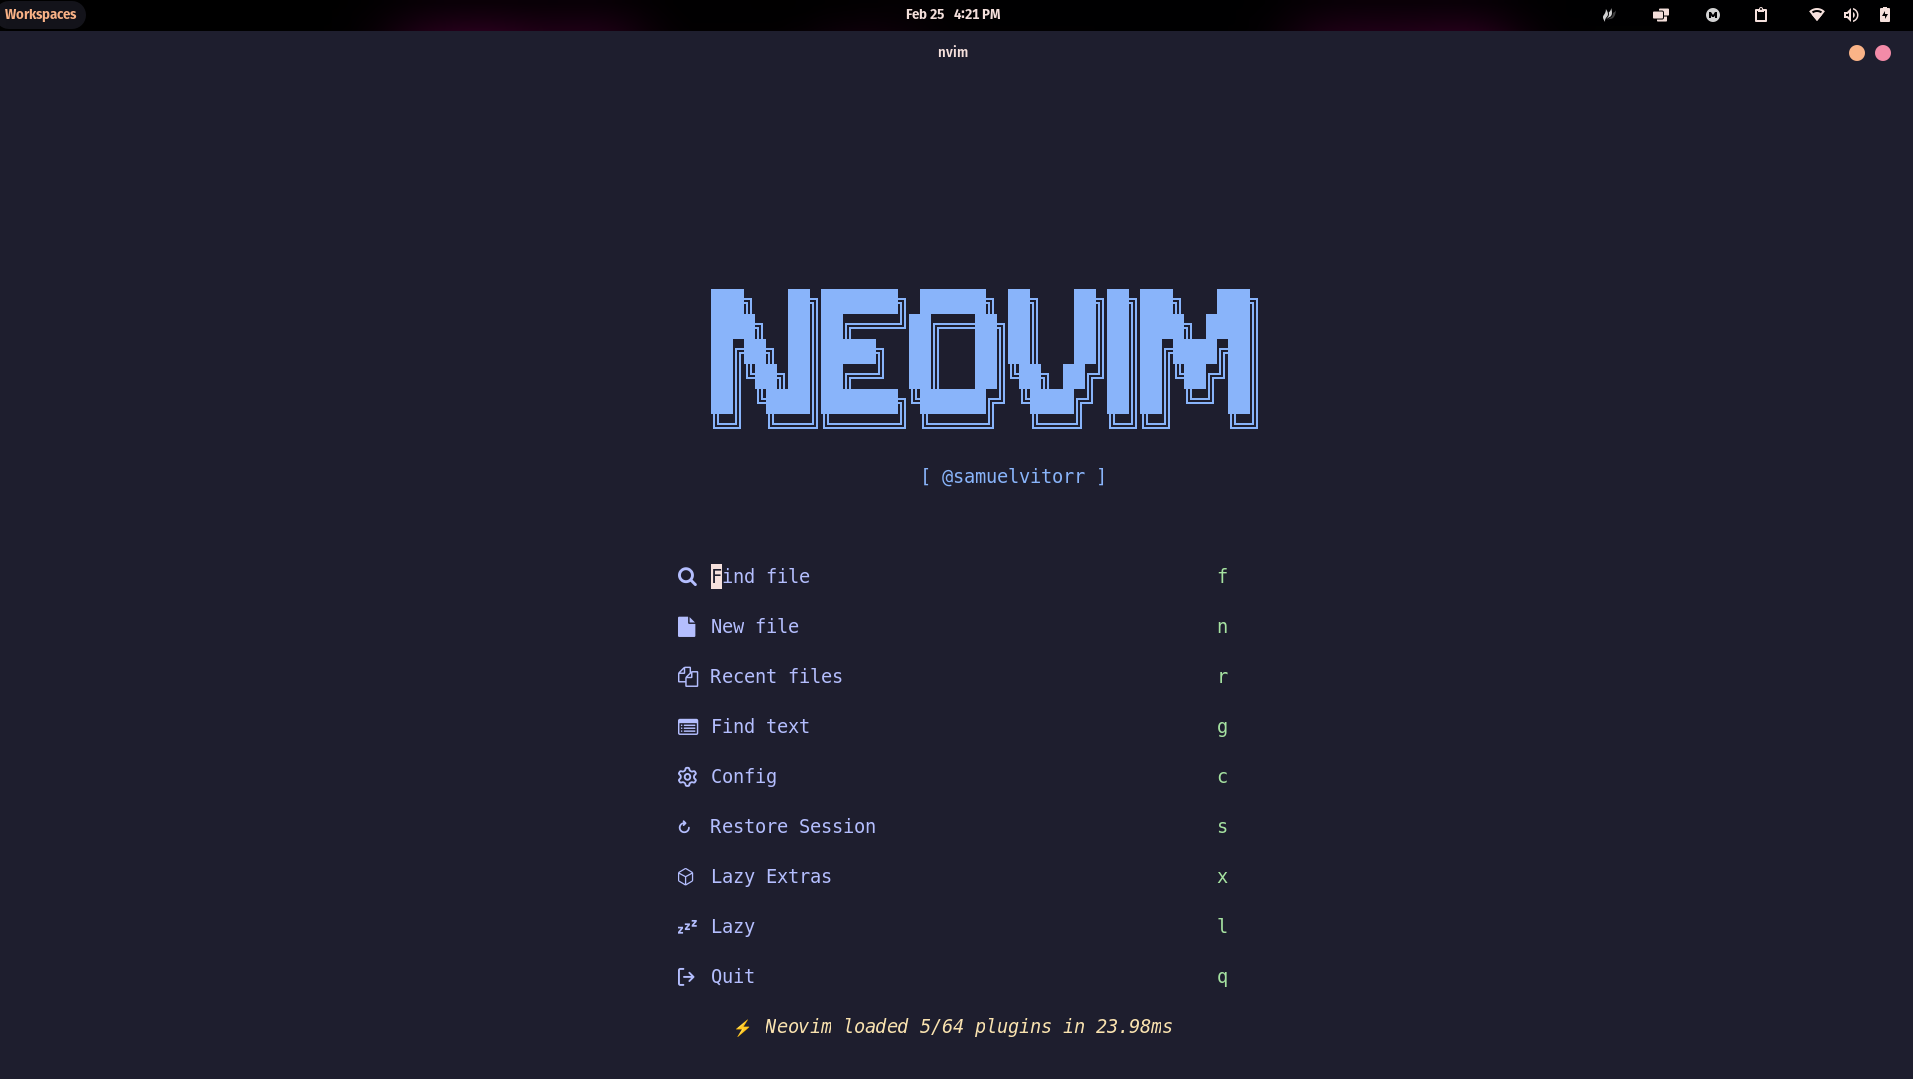 Workspaces
Feb 25 4:21 PM
nvim
NEOVIM
[ @samuelvitorr ]
Find file f
New file n
Recent files r
Find text g
Config c
Restore Session s
Lazy Extras x
zzz Lazy l
Quit q
⚡ Neovim loaded 5/64 plugins in 23.98ms